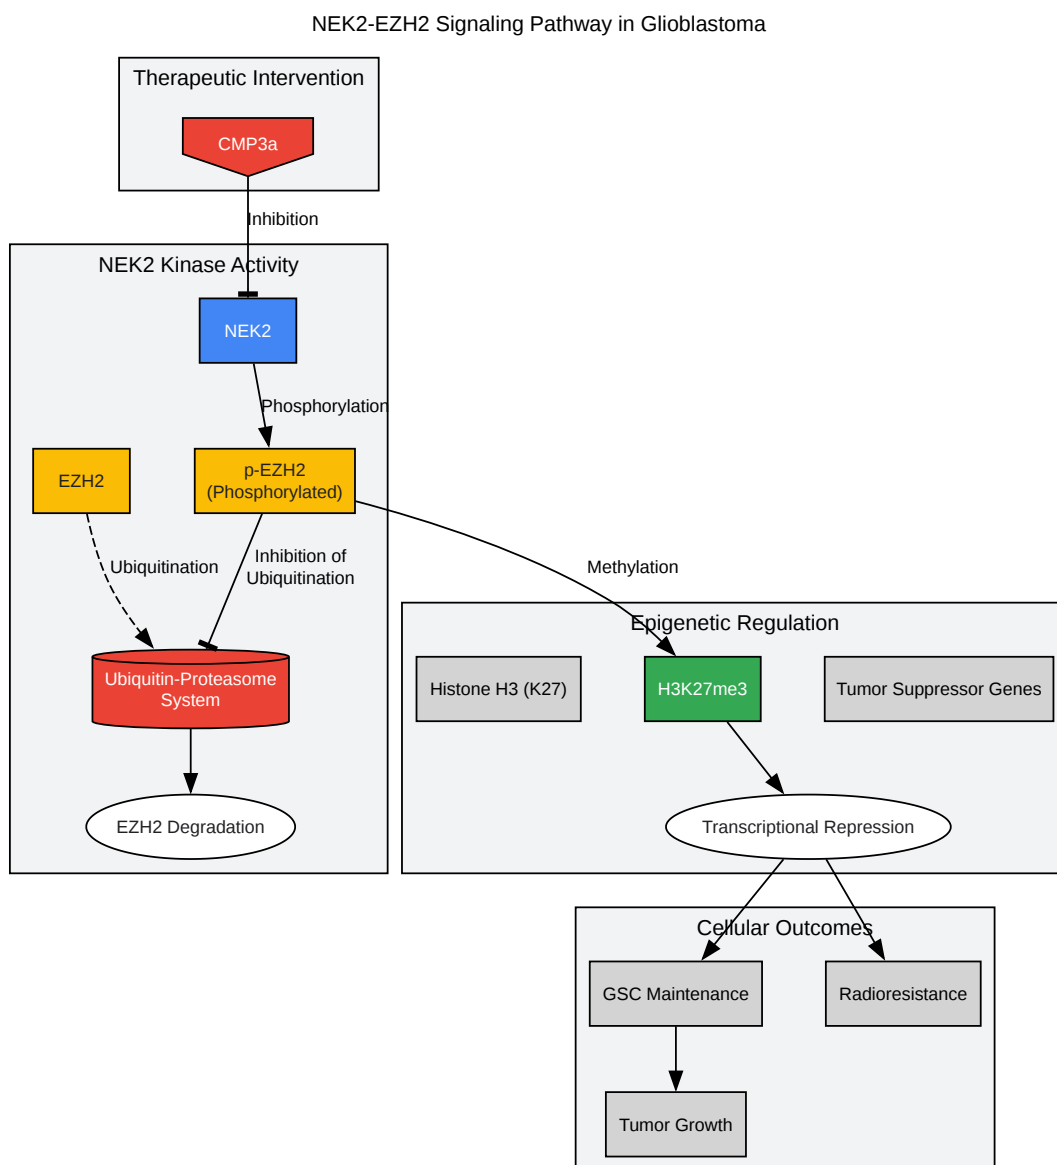 NEK2-EZH2 Signaling Pathway in Glioblastoma
Therapeutic Intervention
CMP3a
Inhibition
NEK2 Kinase Activity
NEK2
Phosphorylation
EZH2
p-EZH2
(Phosphorylated)
Ubiquitination
Inhibition of
Ubiquitination
Methylation
Ubiquitin-Proteasome
System
EZH2 Degradation
Epigenetic Regulation
Histone H3 (K27)
H3K27me3
Tumor Suppressor Genes
Transcriptional Repression
Cellular Outcomes
GSC Maintenance
Radioresistance
Tumor Growth